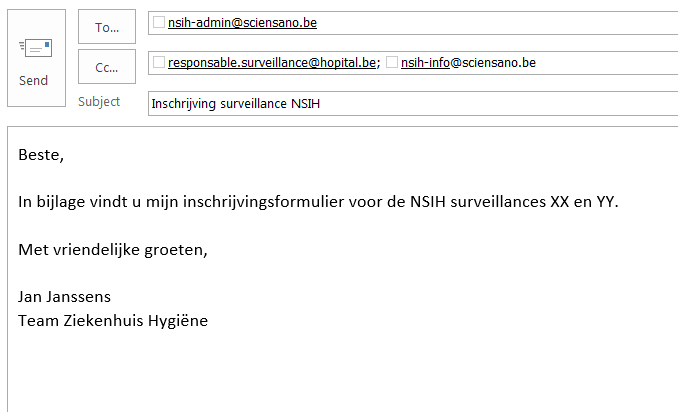 To... nsih-admin@sciensano.be
Cc... responsable.surveillance@hopital.be; nsih-info@sciensano.be
Send
Subject Inschrijving surveillance NSIH
Beste,
In bijlage vindt u mijn inschrijvingsformulier voor de NSIH surveillances XX en YY.
Met vriendelijke groeten,
Jan Janssens
Team Ziekenhuis Hygiëne